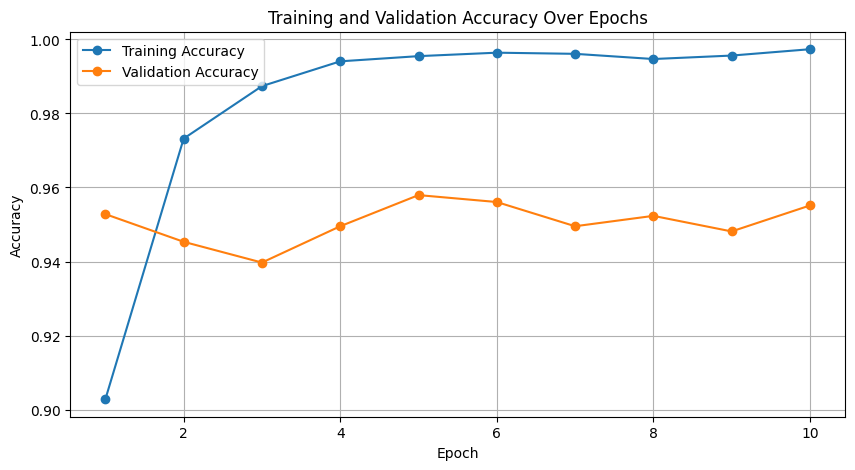 Training and Validation Accuracy Over Epochs
Training Accuracy
Validation Accuracy
Accuracy
1.00
0.98
0.96
0.94
0.92
0.90
2 4 6 8 10
Epoch